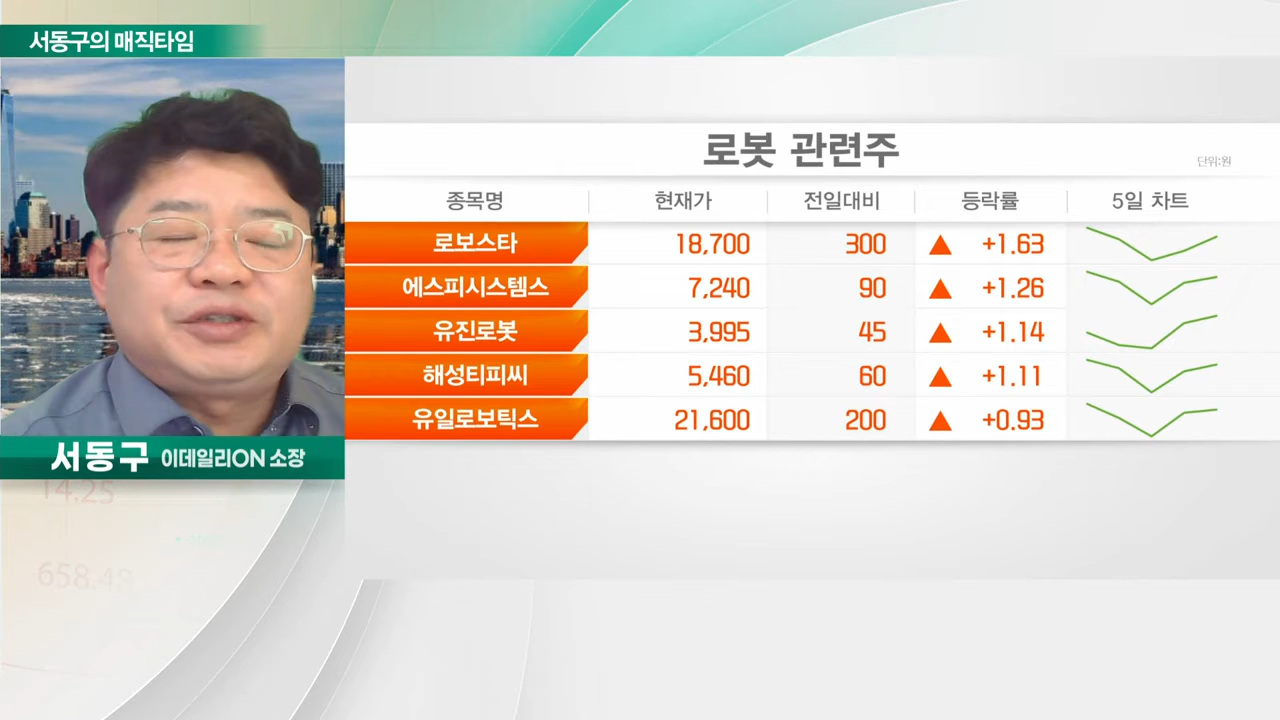 서동구의 매직타임
로봇 관련주
단위:원
종목명 현재가 전일대비 등락률 5일 차트
로보스타 18,700 300 ▲ +1.63
에스피시스템스 7,240 90 ▲ +1.26
유진로봇 3,995 45 ▲ +1.14
해성티피씨 5,460 60 ▲ +1.11
유일로보틱스 21,600 200 ▲ +0.93
서동구 이데일리ON 소장
14.25
658.48